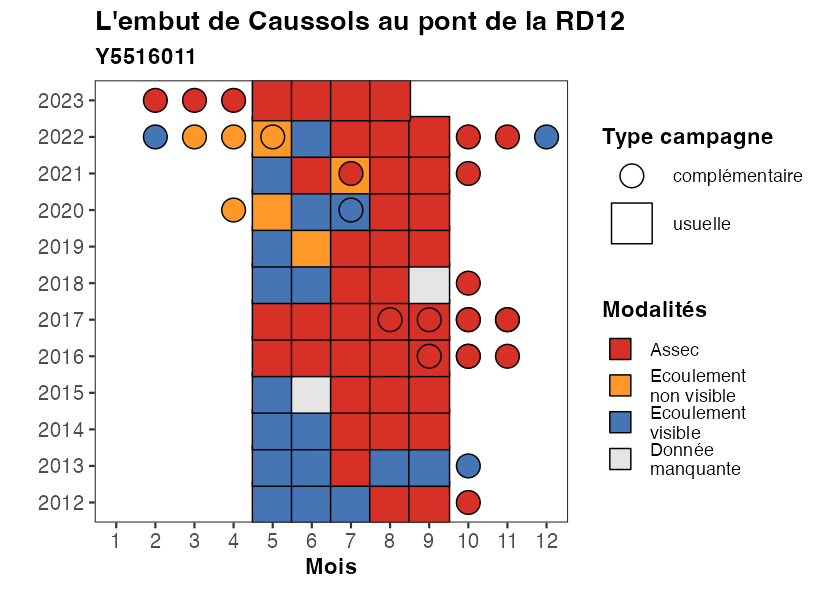 L'embut de Caussols au pont de la RD12
Y5516011
2023
2022
2021
2020
2019
2018
2017
2016
2015
2014
2013
2012
1 2 3 4 5 6 7 8 9 10 11 12
Mois
Type campagne
complémentaire
usuelle
Modalités
Assec
Ecoulement
non visible
Ecoulement
visible
Donnée
manquante